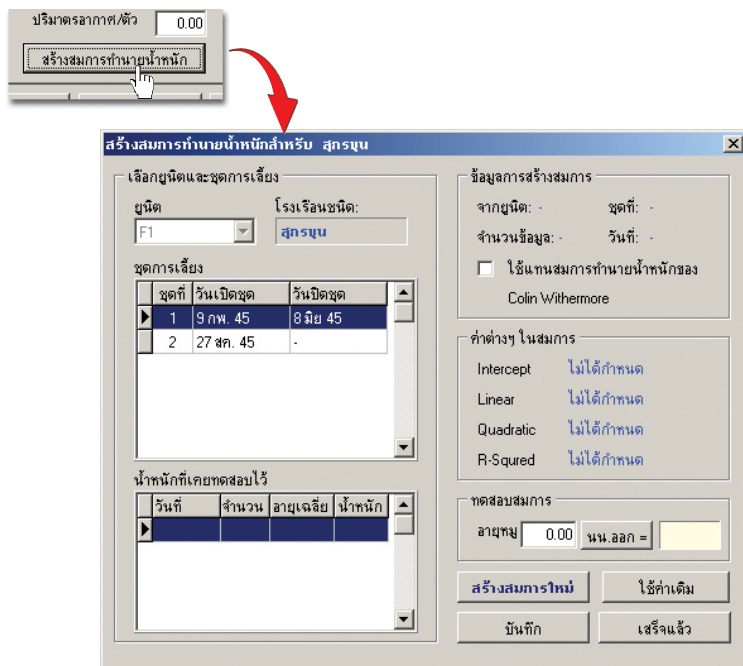 ปริมาตรอากาศ/ตัว 0.00
สร้างสมการทำนายน้ำหนัก
สร้างสมการทำนายน้ำหนักสำหรับ สุกรขุน
เลือกยูนิตและชุดการเลี้ยง
ยูนิต โรงเรือนชนิด:
F1 สุกรขุน
ชุดการเลี้ยง
ชุดที่ วันเปิดชุด วันปิดชุด
1 9 กพ. 45 8 มิย 45
2 27 สค. 45 -
น้ำหนักที่เคยทดสอบไว้
วันที่ จำนวน อายุเฉลี่ย น้ำหนัก
ข้อมูลการสร้างสมการ
จากยูนิต: - ชุดที่: -
จำนวนข้อมูล: - วันที่: -
ใช้แทนสมการทำนายน้ำหนักของ
Colin Withermore
ค่าต่างๆ ในสมการ
Intercept ไม่ได้กำหนด
Linear ไม่ได้กำหนด
Quadratic ไม่ได้กำหนด
R-Squred ไม่ได้กำหนด
ทดสอบสมการ
อายุหมู 0.00 นน.ออก =
สร้างสมการใหม่ ใช้ค่าเดิม
บันทึก เสร็จแล้ว